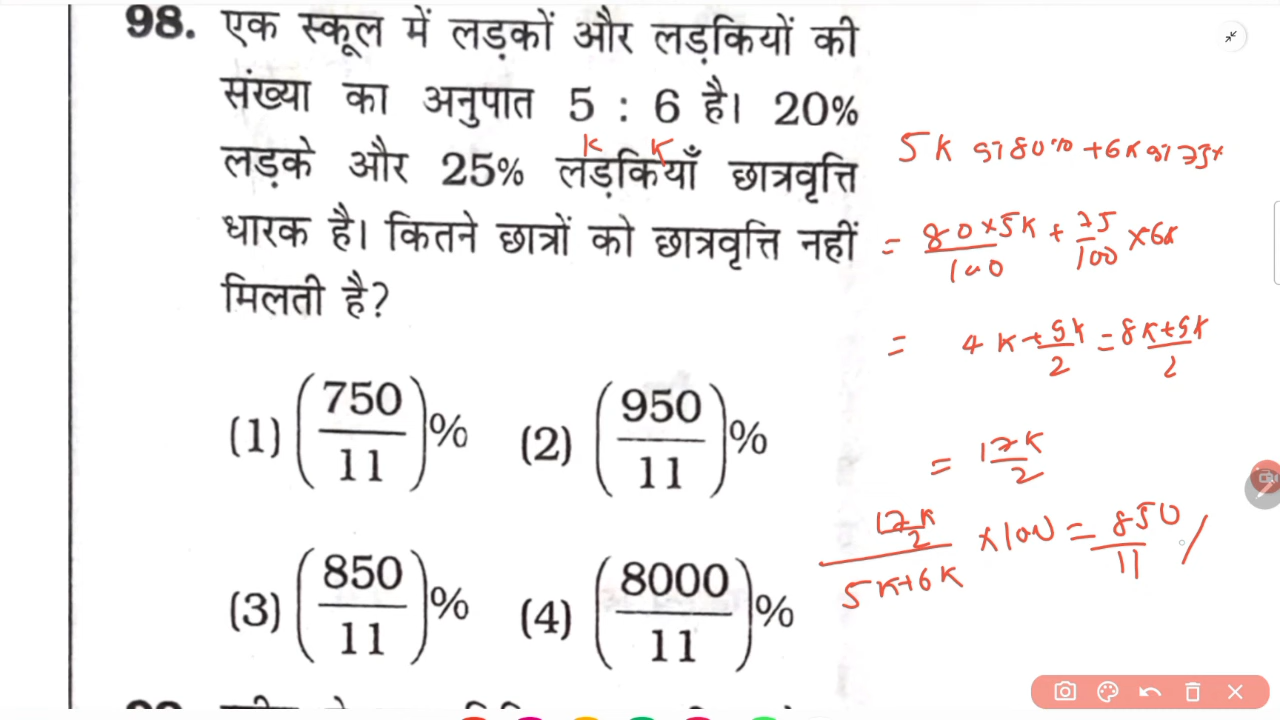 98. एक स्कूल में लड़कों और लड़कियों की
संख्या का अनुपात 5 : 6 है। 20%
K K
लड़के और 25% लड़कियाँ छात्रवृत्ति
धारक है। कितने छात्रों को छात्रवृत्ति नहीं
मिलती है?
(1) (750/11)% (2) (950/11)%
(3) (850/11)% (4) (8000/11)%
5K का 80% + 6K का 75%
= 80×5K/100 + 75/100 ×6K
= 4K+9K/2 = 8K+9K/2
= 17K/2
17K/2 / 5K+6K ×100 = 850/11 %